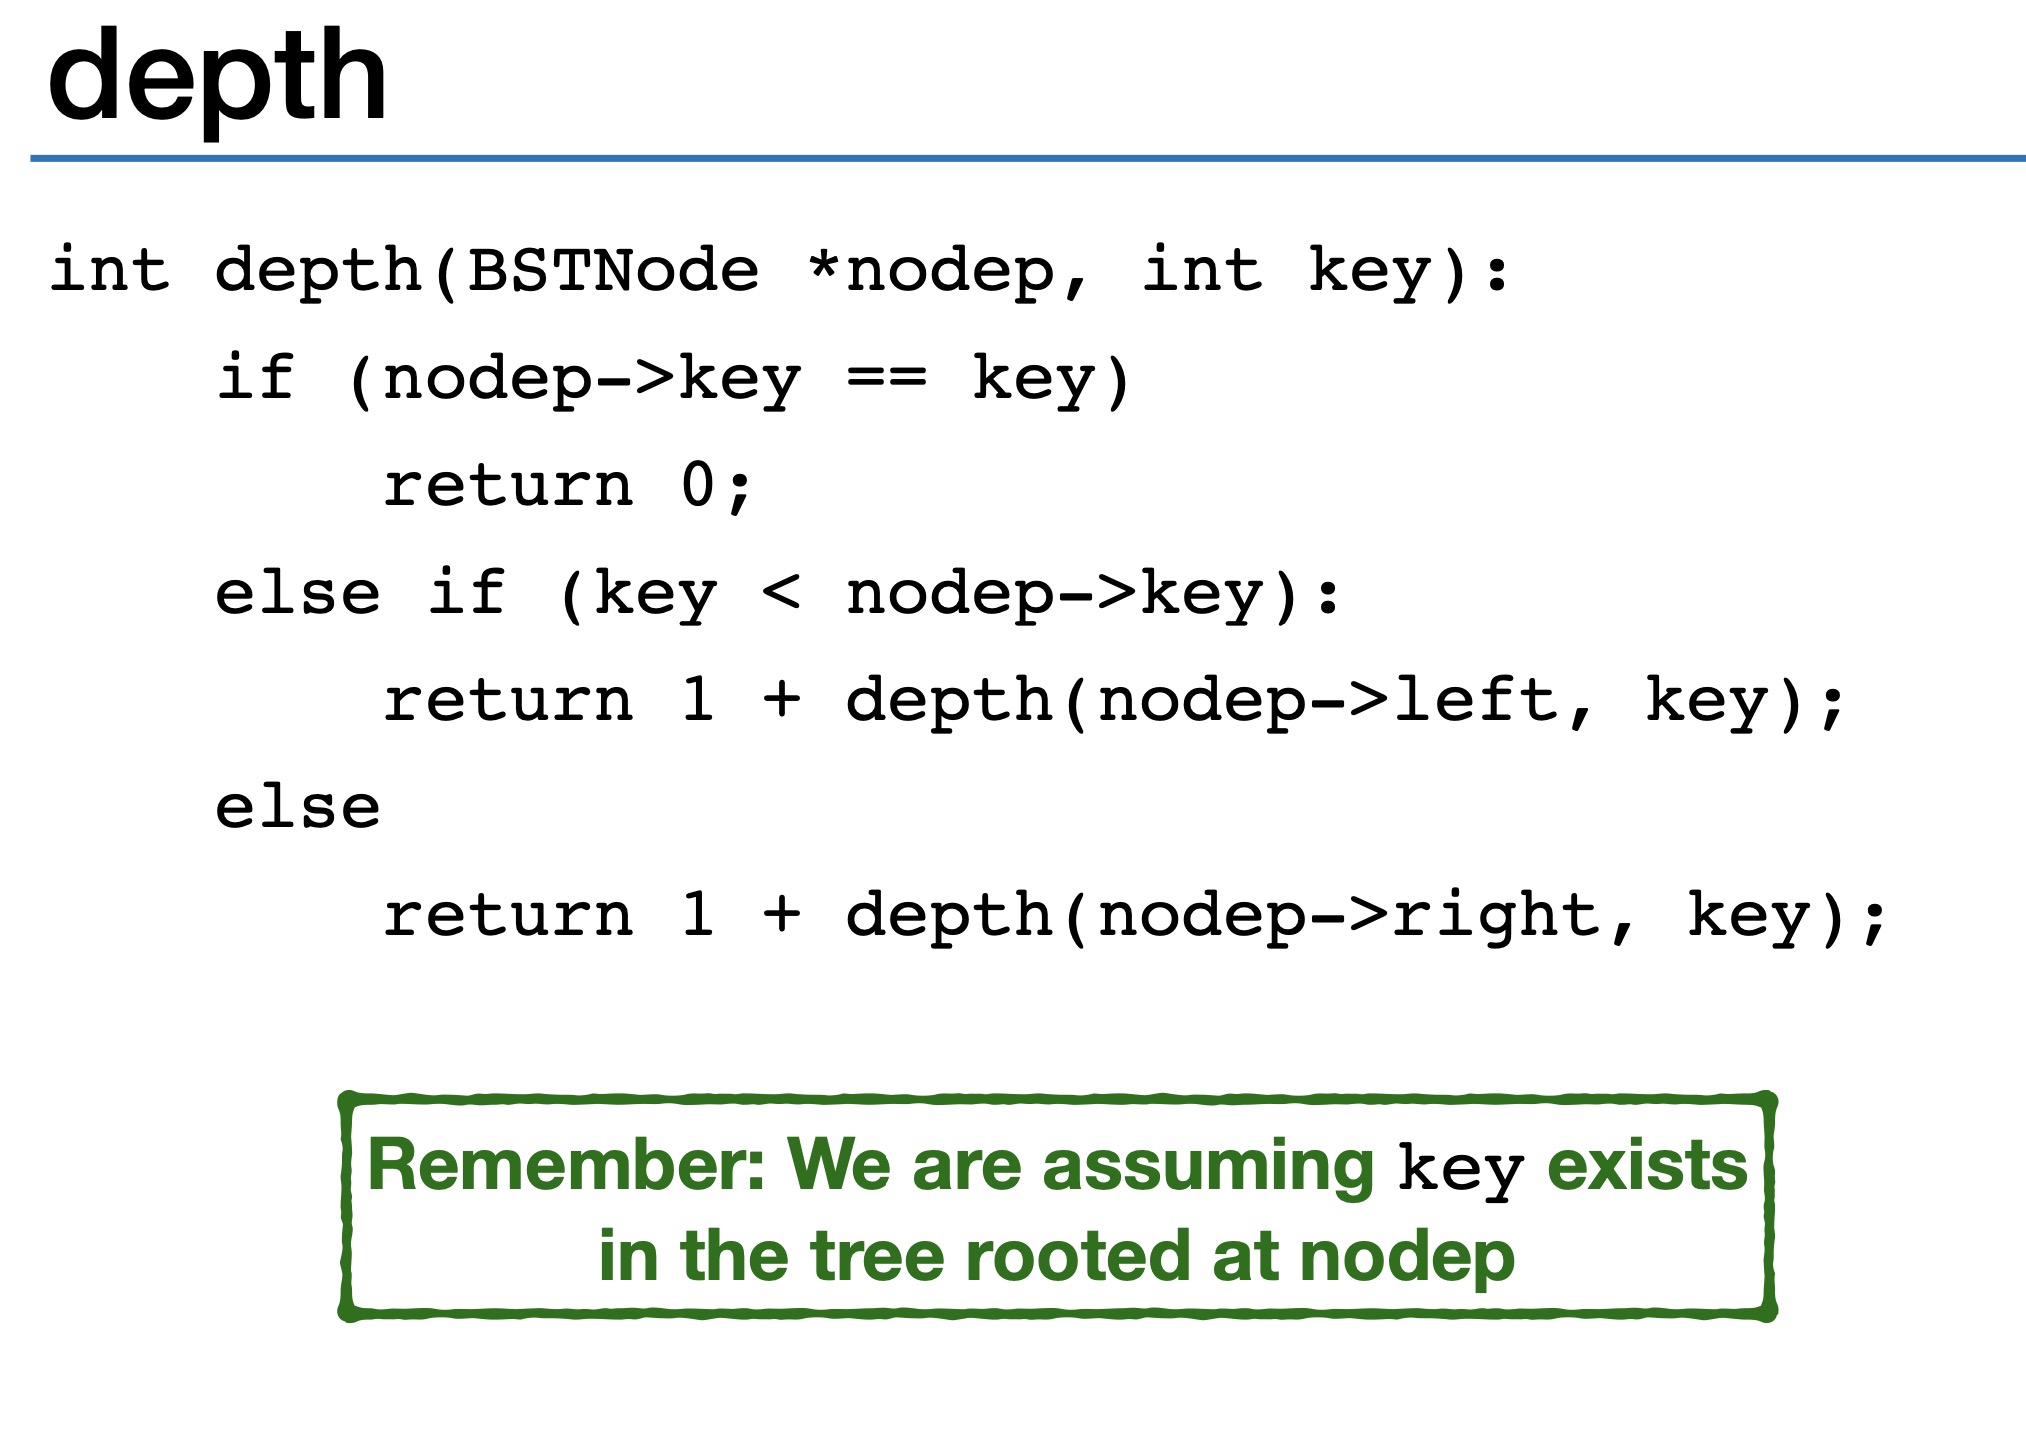 depth
int depth(BSTNode *nodep, int key):
    if (nodep->key == key)
        return 0;
    else if (key < nodep->key):
        return 1 + depth(nodep->left, key);
    else
        return 1 + depth(nodep->right, key);
Remember: We are assuming key exists
in the tree rooted at nodep